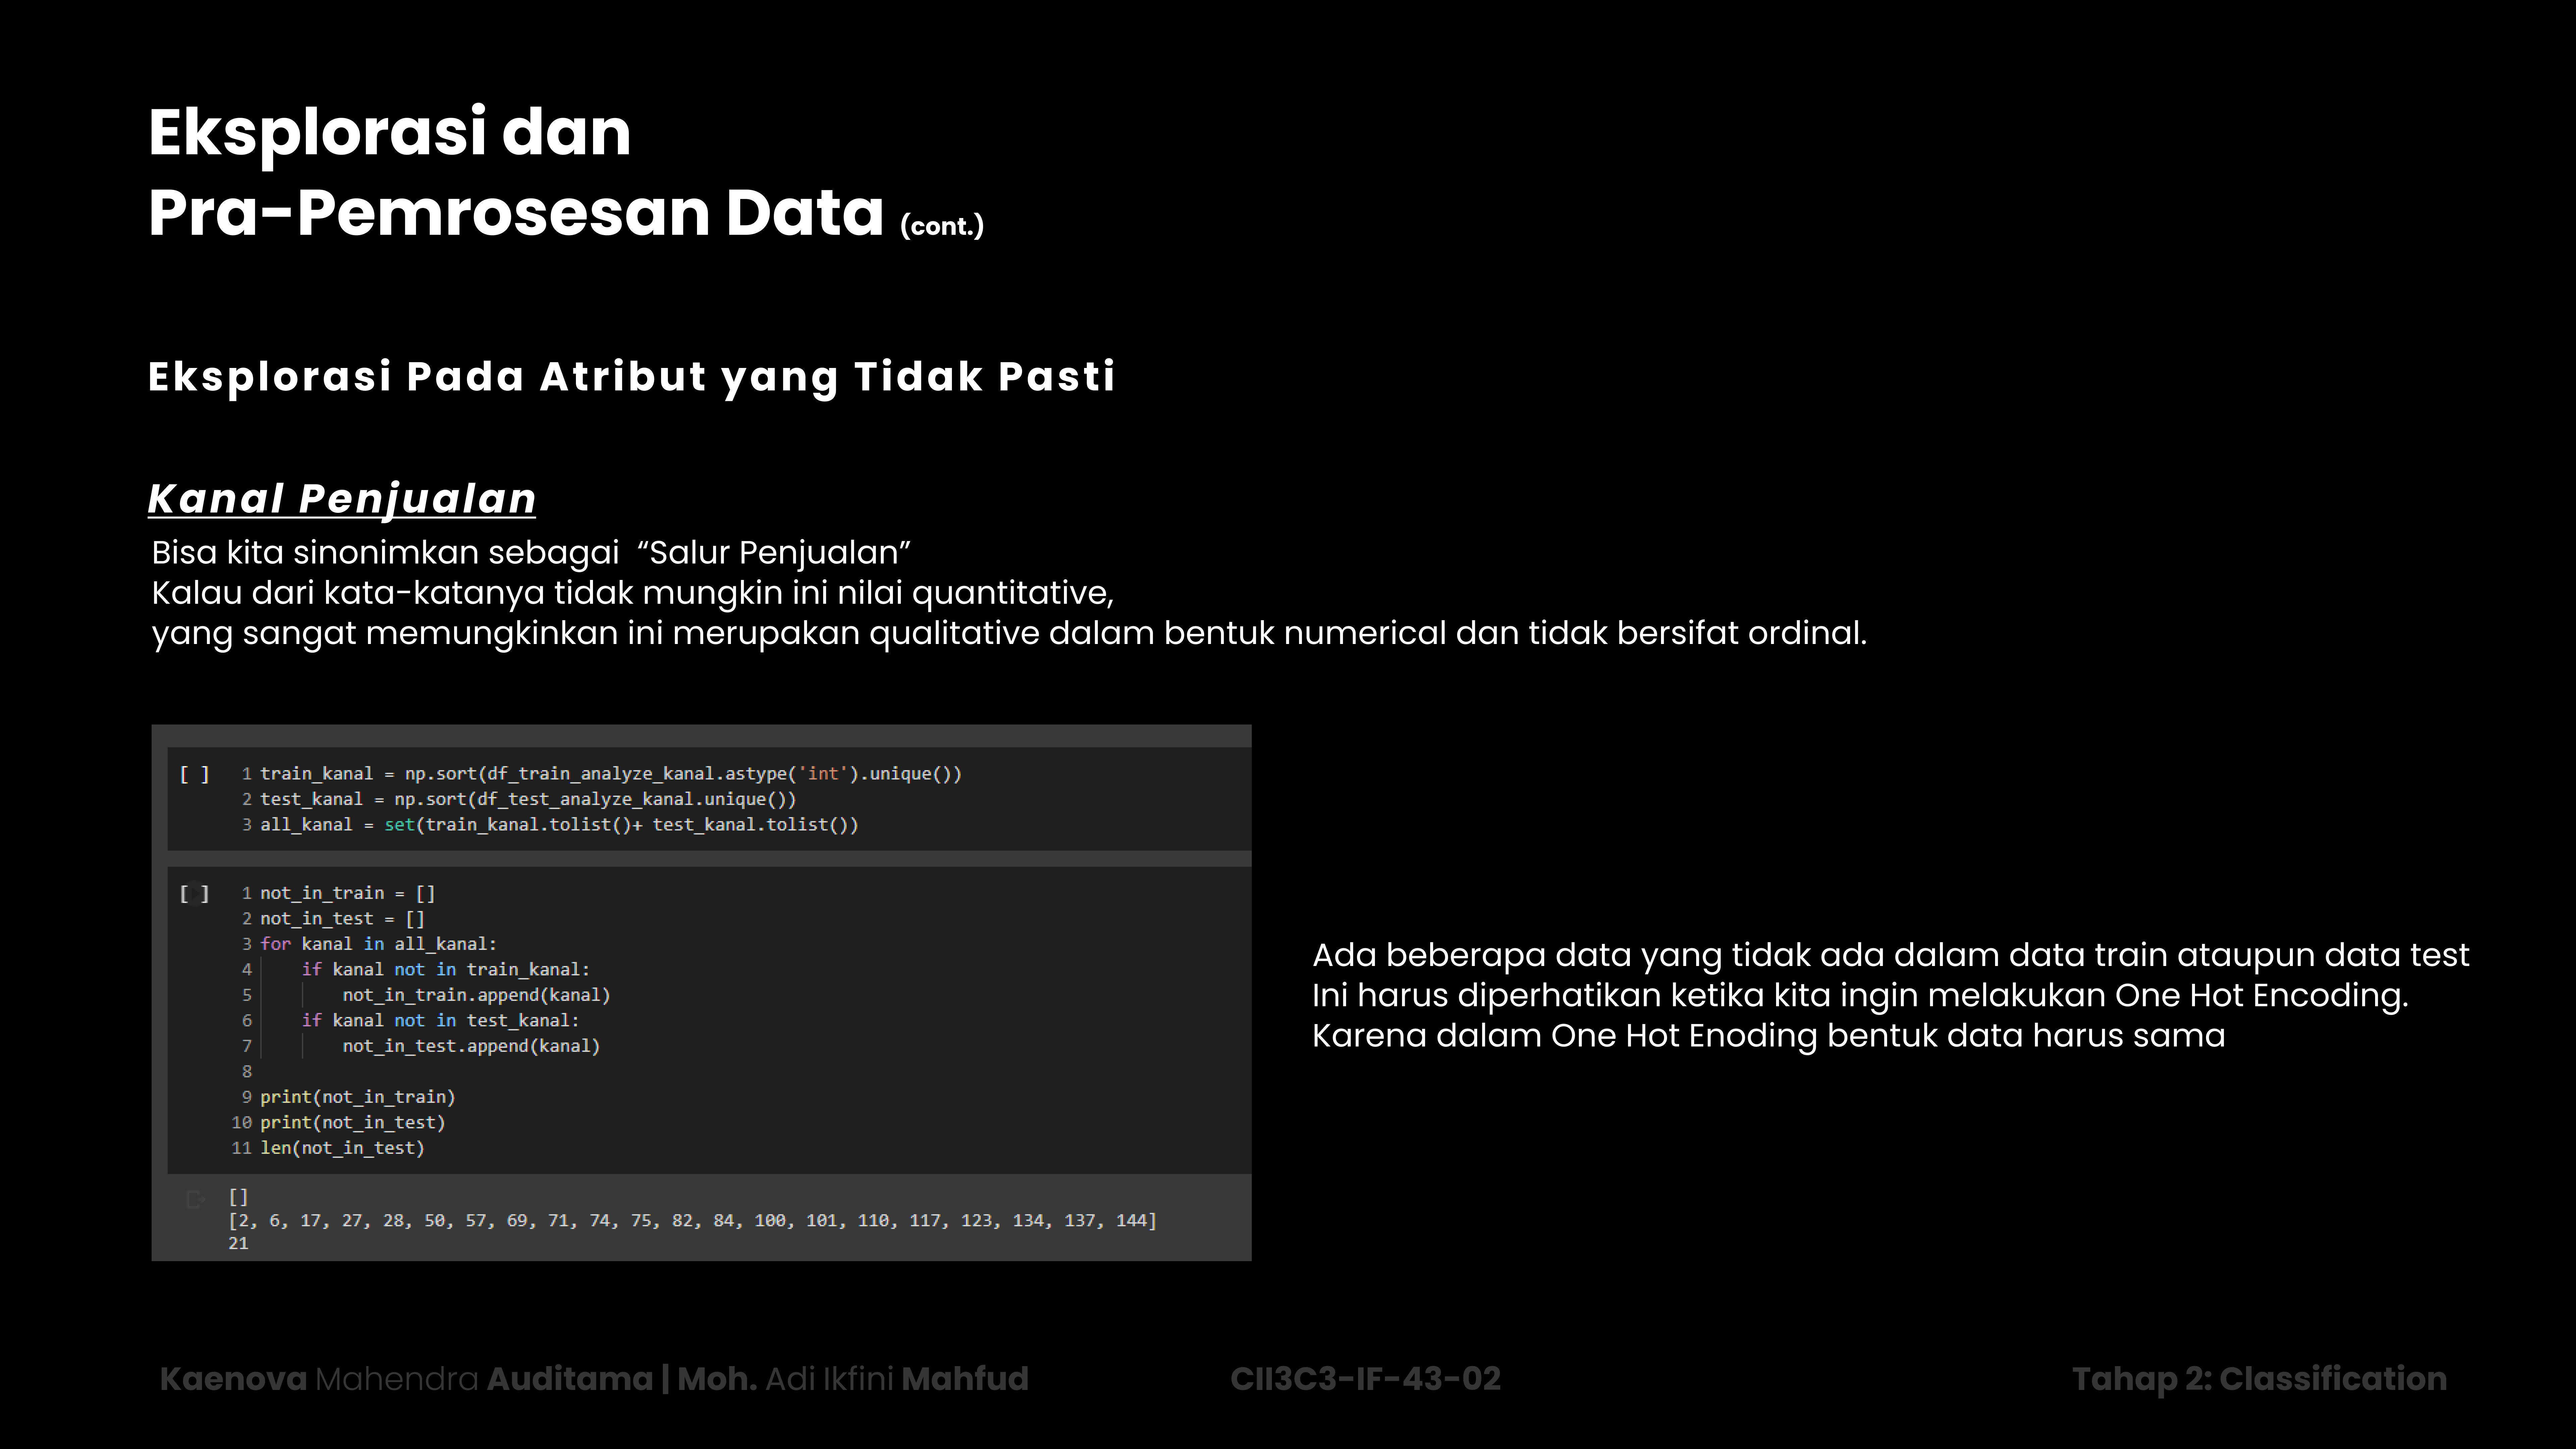 Eksplorasi dan
Pra-Pemrosesan Data (cont.)
Eksplorasi Pada Atribut yang Tidak Pasti
Kanal Penjualan
Bisa kita sinonimkan sebagai “Salur Penjualan”
Kalau dari kata-katanya tidak mungkin ini nilai quantitative,
yang sangat memungkinkan ini merupakan qualitative dalam bentuk numerical dan tidak bersifat ordinal.
[ ] 1 train_kanal = np.sort(df_train_analyze_kanal.astype('int').unique())
2 test_kanal = np.sort(df_test_analyze_kanal.unique())
3 all_kanal = set(train_kanal.tolist()+ test_kanal.tolist())
[ ] 1 not_in_train = []
2 not_in_test = []
3 for kanal in all_kanal:
4 if kanal not in train_kanal:
5 not_in_train.append(kanal)
6 if kanal not in test_kanal:
7 not_in_test.append(kanal)
8
9 print(not_in_train)
10 print(not_in_test)
11 len(not_in_test)
[]
[2, 6, 17, 27, 28, 50, 57, 69, 71, 74, 75, 82, 84, 100, 101, 110, 117, 123, 134, 137, 144]
21
Ada beberapa data yang tidak ada dalam data train ataupun data test
Ini harus diperhatikan ketika kita ingin melakukan One Hot Encoding.
Karena dalam One Hot Enoding bentuk data harus sama
Kaenova Mahendra Auditama | Moh. Adi Ikfini Mahfud
CII3C3-IF-43-02
Tahap 2: Classification